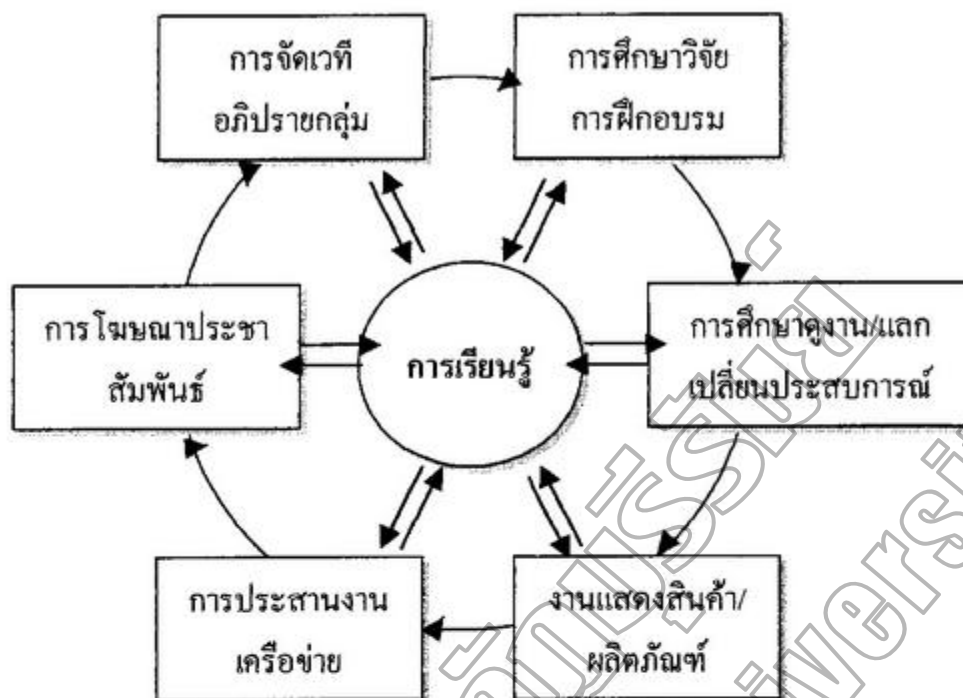 การจัดเวที
อภิปรายกลุ่ม
การศึกษาวิจัย
การฝึกอบรม
การโฆษณาประชา
สัมพันธ์
การเรียนรู้
การศึกษาดูงาน/แลก
เปลี่ยนประสบการณ์
การประสานงาน
เครือข่าย
งานแสดงสินค้า/
ผลิตภัณฑ์